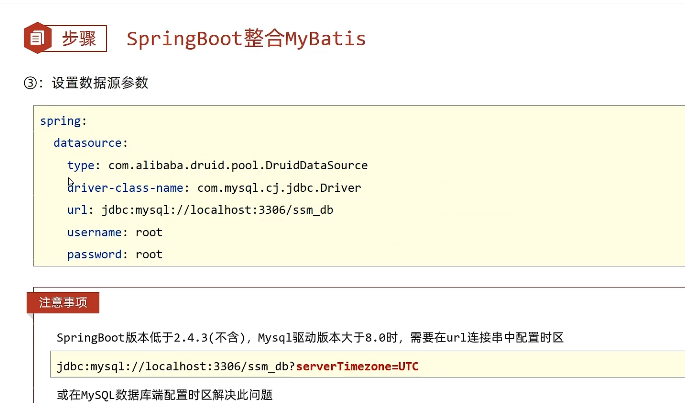 步骤
SpringBoot整合MyBatis
③：设置数据源参数
spring:
datasource:
type: com.alibaba.druid.pool.DruidDataSource
driver-class-name: com.mysql.cj.jdbc.Driver
url: jdbc:mysql://localhost:3306/ssm_db
username: root
password: root
注意事项
SpringBoot版本低于2.4.3(不含)，Mysql驱动版本大于8.0时，需要在url连接串中配置时区
jdbc:mysql://localhost:3306/ssm_db?serverTimezone=UTC
或在MySQL数据库端配置时区解决此问题